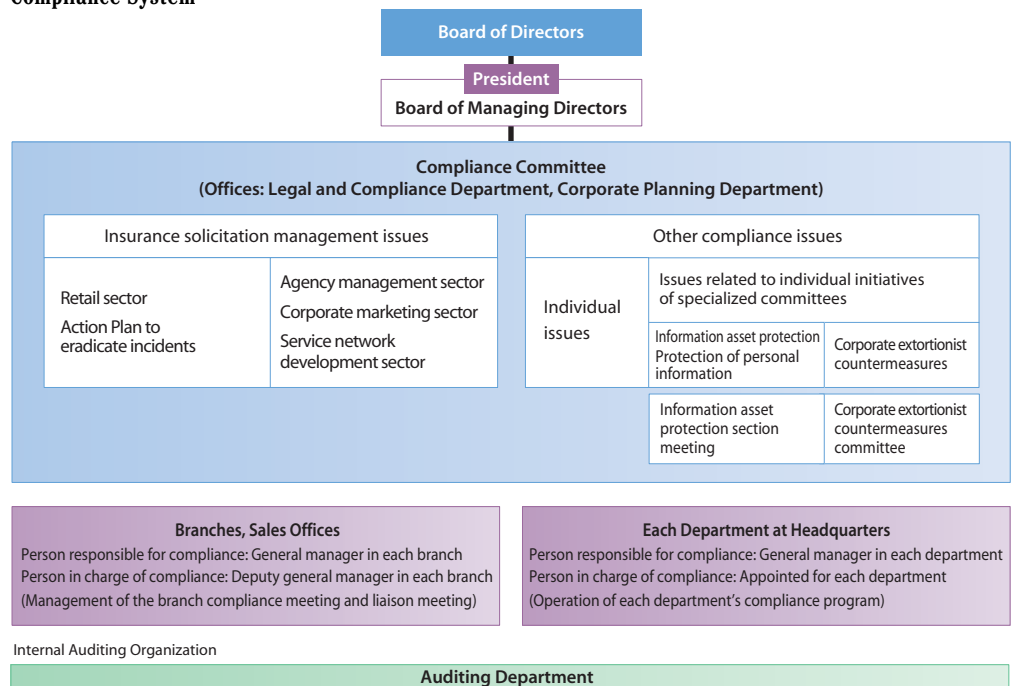 Compliance System
Board of Directors
President
Board of Managing Directors
Compliance Committee
(Offices: Legal and Compliance Department, Corporate Planning Department)
Insurance solicitation management issues
Retail sector
Action Plan to
eradicate incidents
Agency management sector
Corporate marketing sector
Service network
development sector
Other compliance issues
Individual
issues
Issues related to individual initiatives
of specialized committees
Information asset protection
Protection of personal
information
Corporate extortionist
countermeasures
Information asset
protection section
meeting
Corporate extortionist
countermeasures
committee
Branches, Sales Offices
Person responsible for compliance: General manager in each branch
Person in charge of compliance: Deputy general manager in each branch
(Management of the branch compliance meeting and liaison meeting)
Each Department at Headquarters
Person responsible for compliance: General manager in each department
Person in charge of compliance: Appointed for each department
(Operation of each department’s compliance program)
Internal Auditing Organization
Auditing Department